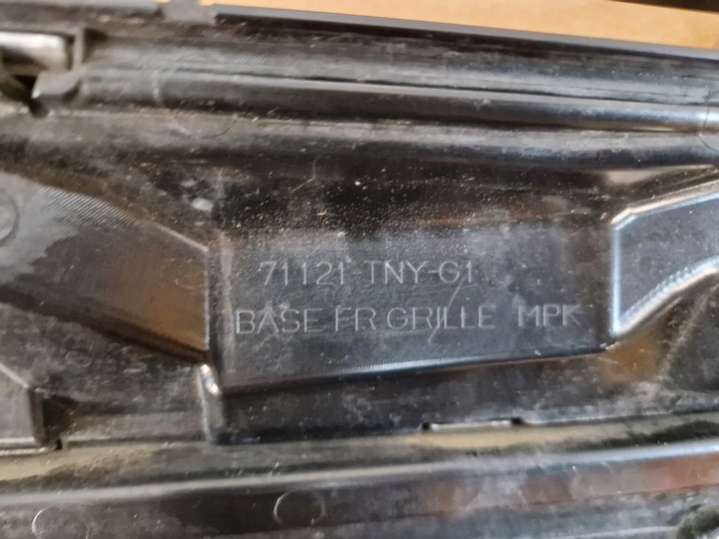 71121-TNY-G1
BASE FR GRILLE MPK